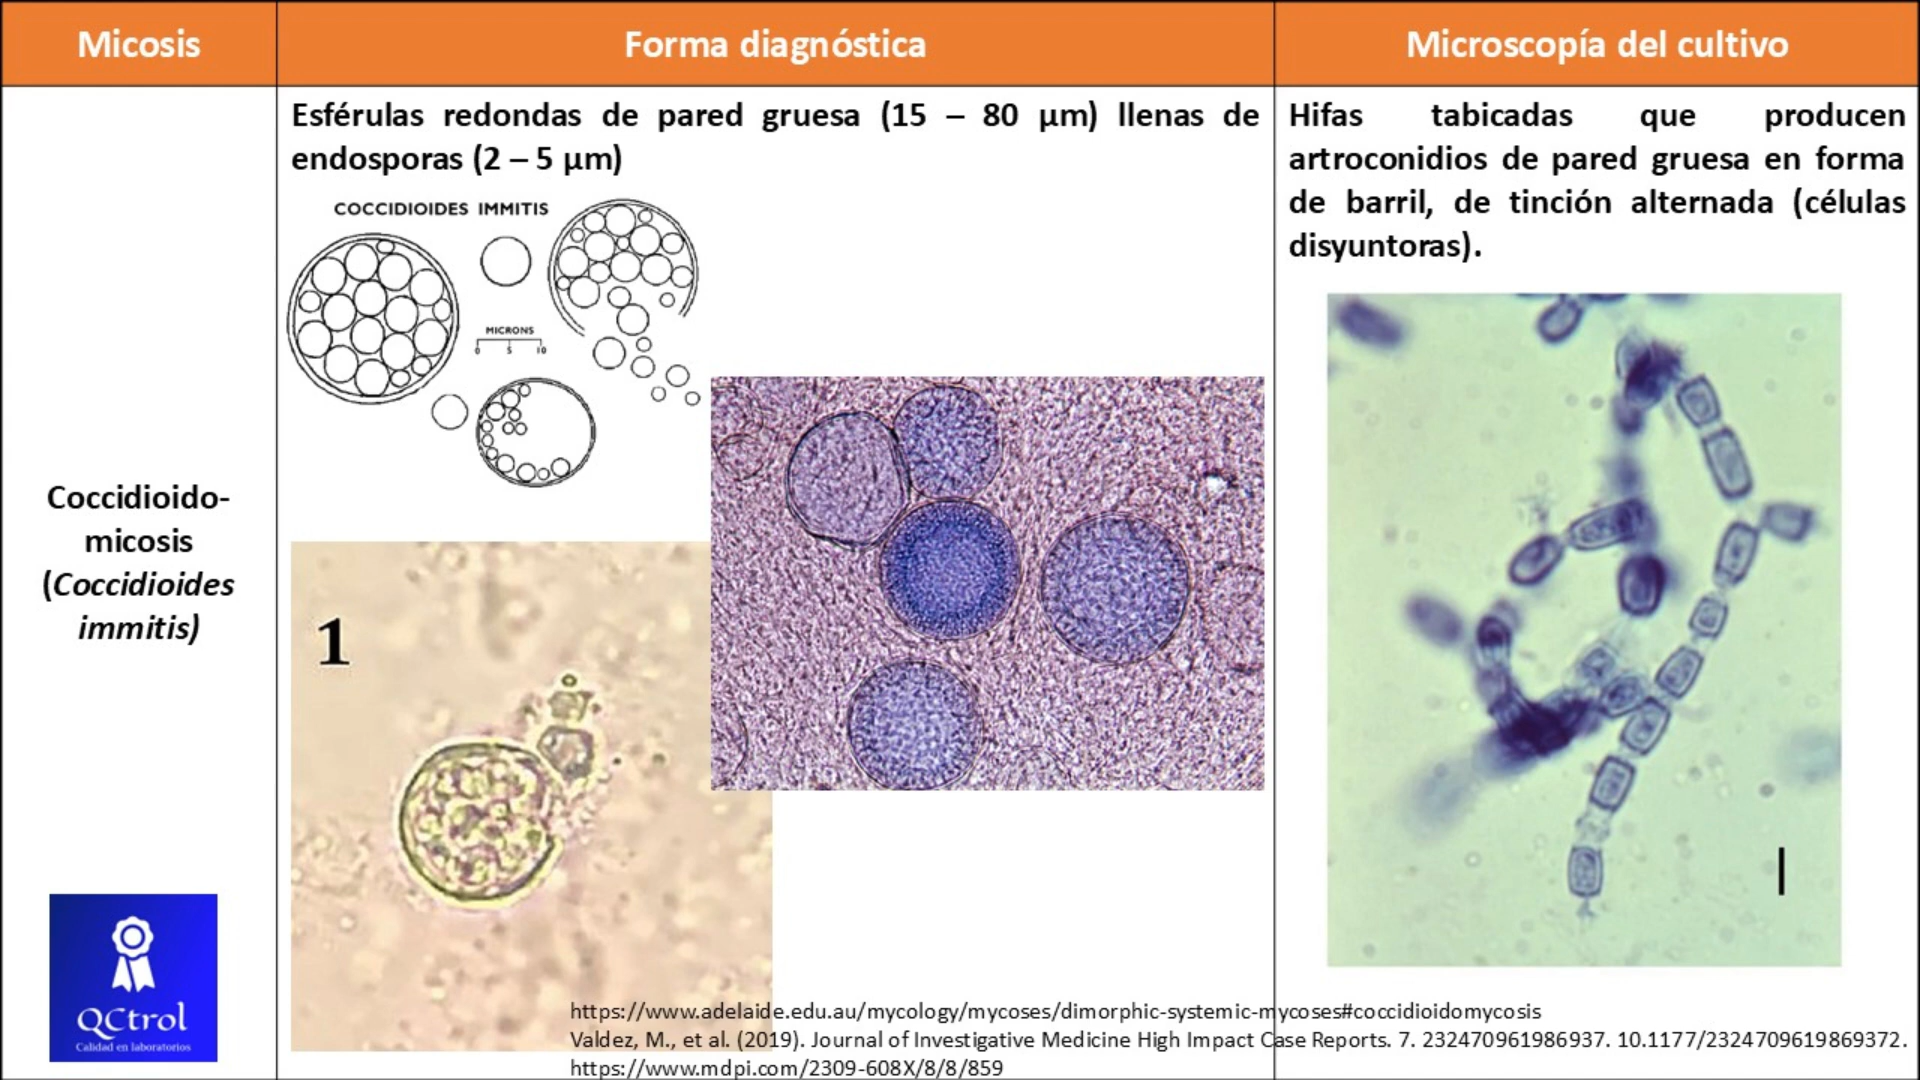 Micosis
Forma diagnóstica
Microscopía del cultivo
Coccidioido-
micosis
(Coccidioides
immitis)
Esférulas redondas de pared gruesa (15 – 80 µm) llenas de
endosporas (2 – 5 µm)
COCCIDIOIDES IMMITIS
MICRONS
0 5 10
1
Hifas tabicadas que producen
artroconidios de pared gruesa en forma
de barril, de tinción alternada (células
disyuntoras).
QCtrol
Calidad en laboratorios
https://www.adelaide.edu.au/mycology/mycoses/dimorphic-systemic-mycoses#coccidioidomycosis
Valdez, M., et al. (2019). Journal of Investigative Medicine High Impact Case Reports. 7. 232470961986937. 10.1177/2324709619869372.
https://www.mdpi.com/2309-608X/8/8/859